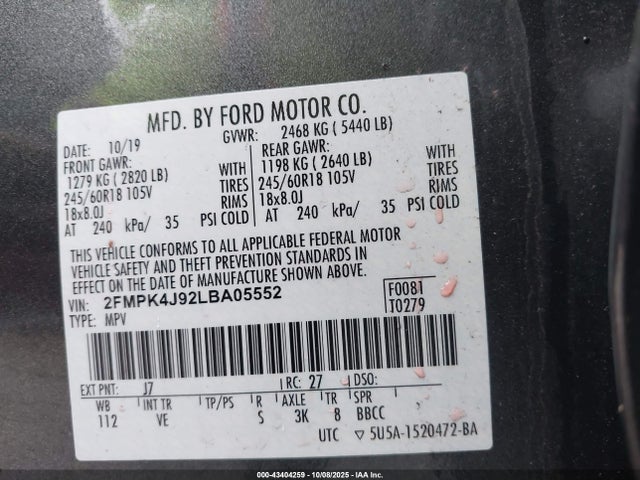 MFD. BY FORD MOTOR CO.
DATE: 10/19 GVWR: 2468 KG ( 5440 LB)
FRONT GAWR: REAR GAWR:
1279 KG ( 2820 LB) WITH 1198 KG ( 2640 LB) WITH
245/60R18 105V TIRES 245/60R18 105V TIRES
18x8.0J RIMS 18x8.0J RIMS
AT 240 kPa/ 35 PSI COLD AT 240 kPa/ 35 PSI COLD
THIS VEHICLE CONFORMS TO ALL APPLICABLE FEDERAL MOTOR
VEHICLE SAFETY AND THEFT PREVENTION STANDARDS IN
EFFECT ON THE DATE OF MANUFACTURE SHOWN ABOVE.
VIN: 2FMPK4J92LBA05552 F0081
TYPE: MPV T0279
EXT PNT: J7 RC: 27 DSO:
WB INT TR TP/PS R AXLE TR SPR
112 VE S 3K 8 BBCC
UTC ▽ 5U5A-1520472-BA
000-43404259 | 10/08/2025 | IAA Inc.